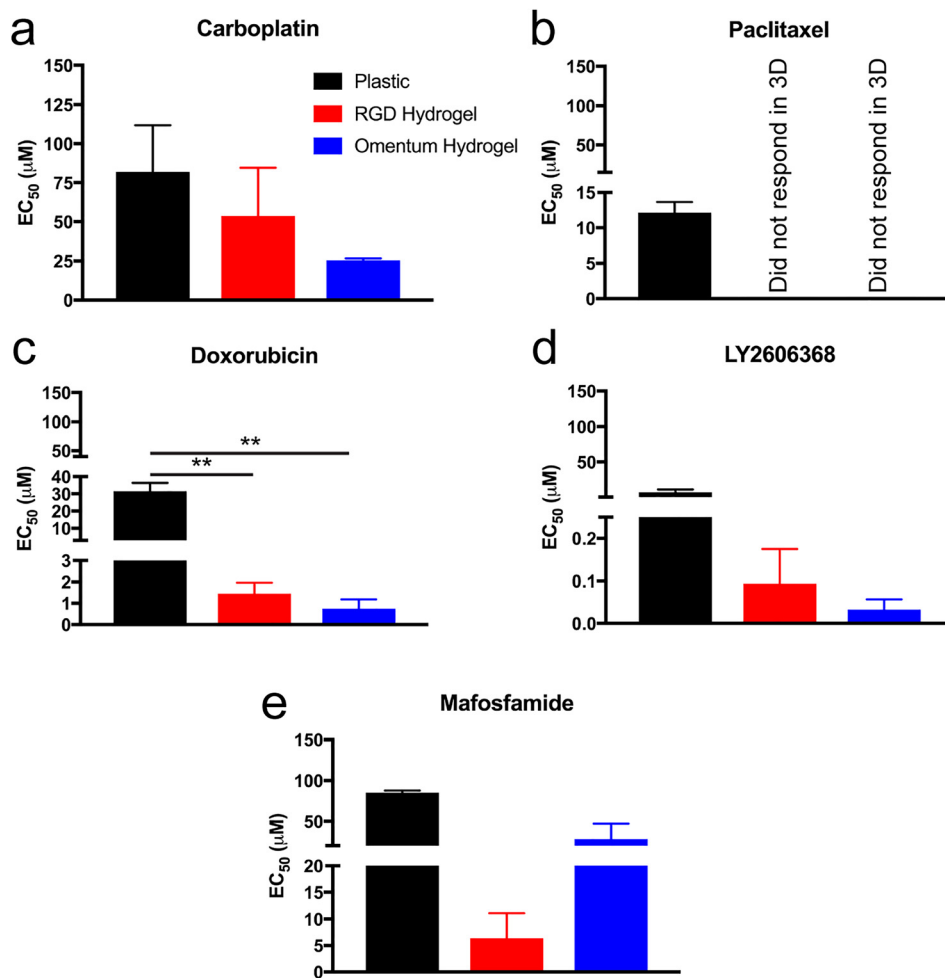 a
Carboplatin
150
125
100
75
50
25
0
EC₅₀ (μM)
Plastic
RGD Hydrogel
Omentum Hydrogel
b
Paclitaxel
150
100
50
15
10
5
0
EC₅₀ (μM)
Did not respond in 3D
Did not respond in 3D
c
Doxorubicin
150
100
50
40
30
20
10
3
2
1
0
EC₅₀ (μM)
**
**
d
LY2606368
150
100
50
0.2
0.1
0.0
EC₅₀ (μM)
e
Mafosfamide
150
100
50
20
15
10
5
0
EC₅₀ (μM)